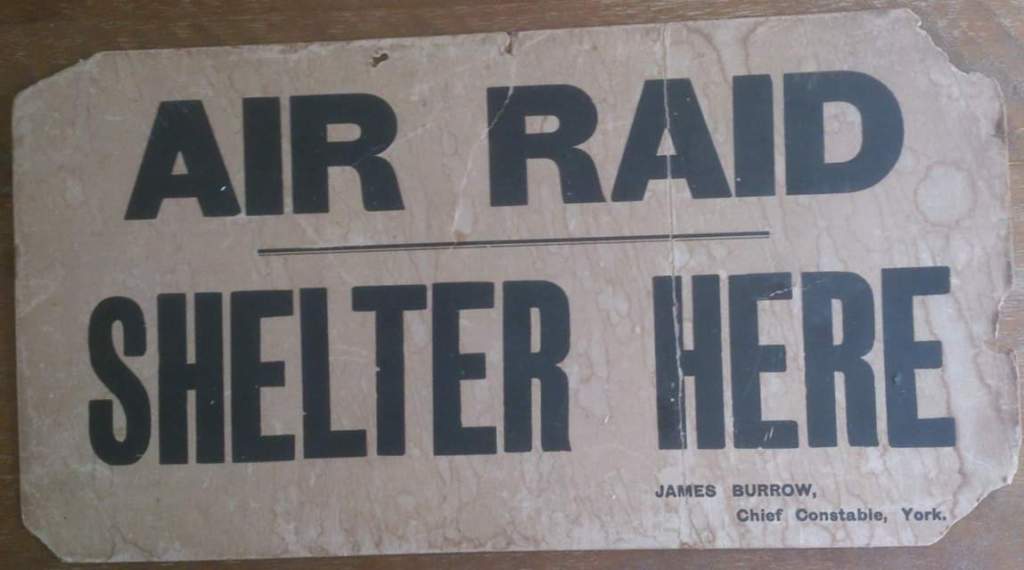 AIR RAID
SHELTER HERE
JAMES BURROW,
Chief Constable, York.